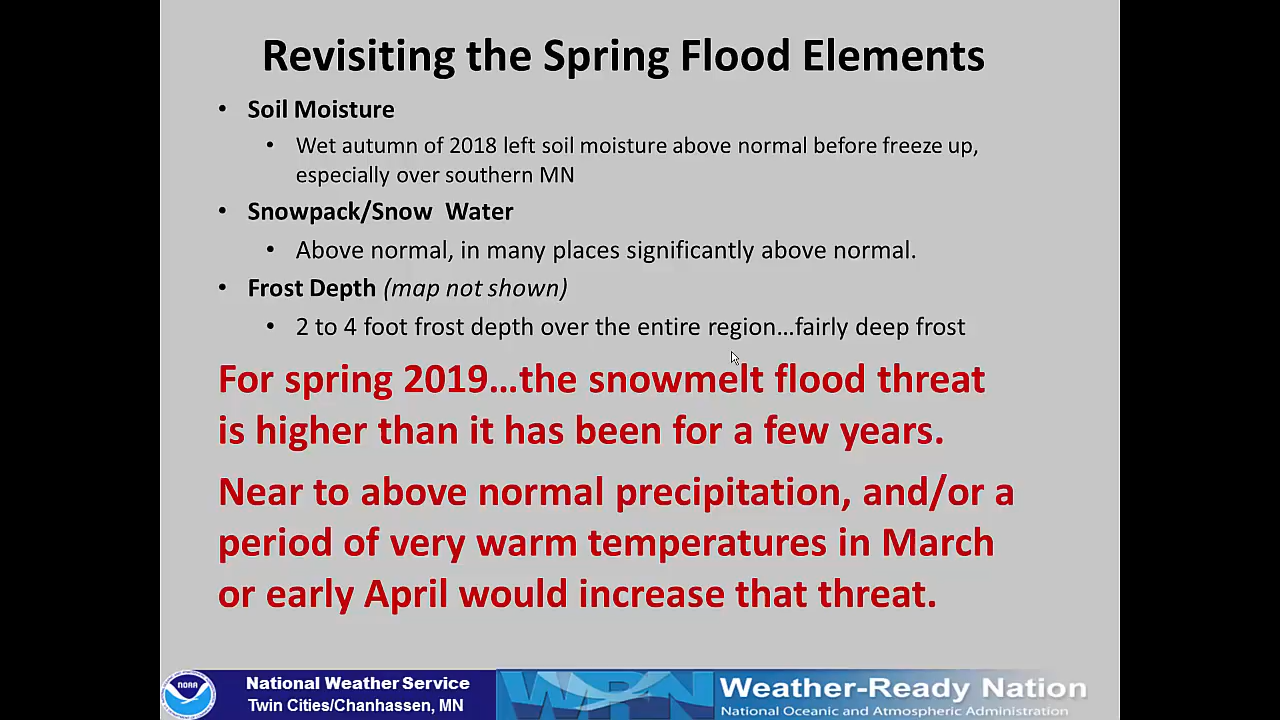 Revisiting the Spring Flood Elements
• Soil Moisture
• Wet autumn of 2018 left soil moisture above normal before freeze up,
especially over southern MN
• Snowpack/Snow Water
• Above normal, in many places significantly above normal.
• Frost Depth (map not shown)
• 2 to 4 foot frost depth over the entire region...fairly deep frost
For spring 2019...the snowmelt flood threat
is higher than it has been for a few years.
Near to above normal precipitation, and/or a
period of very warm temperatures in March
or early April would increase that threat.
NOAA
National Weather Service
Twin Cities/Chanhassen, MN
WRN
Weather-Ready Nation
National Oceanic and Atmospheric Administration